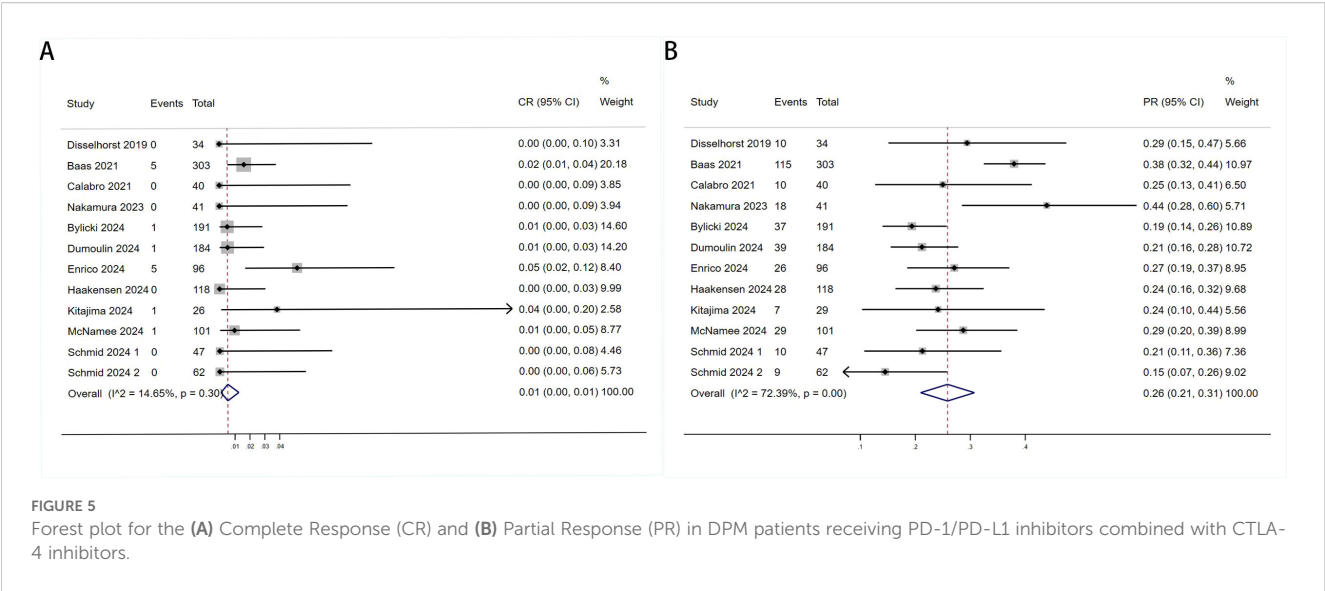 A
%
Study Events Total CR (95% CI) Weight
Disselhorst 2019 0 34 0.00 (0.00, 0.10) 3.31
Baas 2021 5 303 0.02 (0.01, 0.04) 20.18
Calabro 2021 0 40 0.00 (0.00, 0.09) 3.85
Nakamura 2023 0 41 0.00 (0.00, 0.09) 3.94
Bylicki 2024 1 191 0.01 (0.00, 0.03) 14.60
Dumoulin 2024 1 184 0.01 (0.00, 0.03) 14.20
Enrico 2024 5 96 0.05 (0.02, 0.12) 8.40
Haakensen 2024 0 118 0.00 (0.00, 0.03) 9.99
Kitajima 2024 1 26 0.04 (0.00, 0.20) 2.58
McNamee 2024 1 101 0.01 (0.00, 0.05) 8.77
Schmid 2024 1 0 47 0.00 (0.00, 0.08) 4.46
Schmid 2024 2 0 62 0.00 (0.00, 0.06) 5.73
Overall (I^2 = 14.65%, p = 0.30) 0.01 (0.00, 0.01) 100.00
.01 .02 .03 .04
B
%
Study Events Total PR (95% CI) Weight
Disselhorst 2019 10 34 0.29 (0.15, 0.47) 5.66
Baas 2021 115 303 0.38 (0.32, 0.44) 10.97
Calabro 2021 10 40 0.25 (0.13, 0.41) 6.50
Nakamura 2023 18 41 0.44 (0.28, 0.60) 5.71
Bylicki 2024 37 191 0.19 (0.14, 0.26) 10.89
Dumoulin 2024 39 184 0.21 (0.16, 0.28) 10.72
Enrico 2024 26 96 0.27 (0.19, 0.37) 8.95
Haakensen 2024 28 118 0.24 (0.16, 0.32) 9.68
Kitajima 2024 7 29 0.24 (0.10, 0.44) 5.56
McNamee 2024 29 101 0.29 (0.20, 0.39) 8.99
Schmid 2024 1 10 47 0.21 (0.11, 0.36) 7.36
Schmid 2024 2 9 62 0.15 (0.07, 0.26) 9.02
Overall (I^2 = 72.39%, p = 0.00) 0.26 (0.21, 0.31) 100.00
.1 .2 .3 .4
FIGURE 5
Forest plot for the (A) Complete Response (CR) and (B) Partial Response (PR) in DPM patients receiving PD-1/PD-L1 inhibitors combined with CTLA-
4 inhibitors.